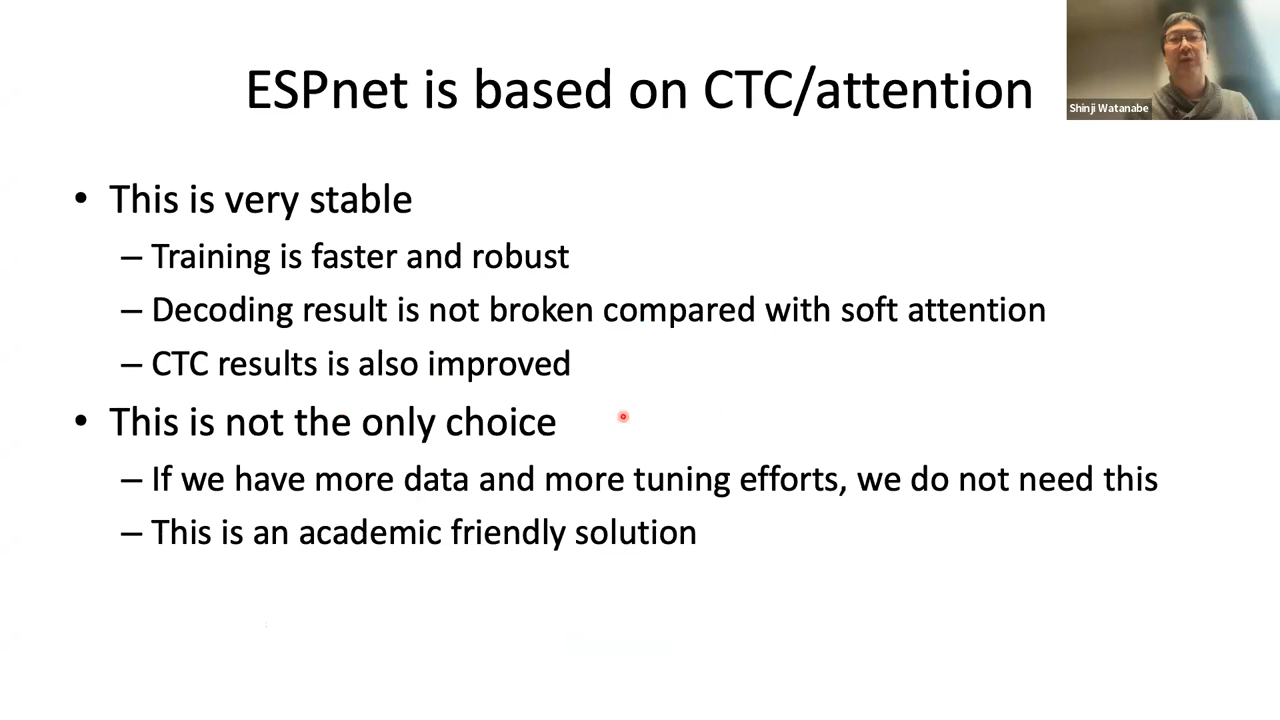 ESPnet is based on CTC/attention
Shinji Watanabe
• This is very stable
– Training is faster and robust
– Decoding result is not broken compared with soft attention
– CTC results is also improved
• This is not the only choice
– If we have more data and more tuning efforts, we do not need this
– This is an academic friendly solution